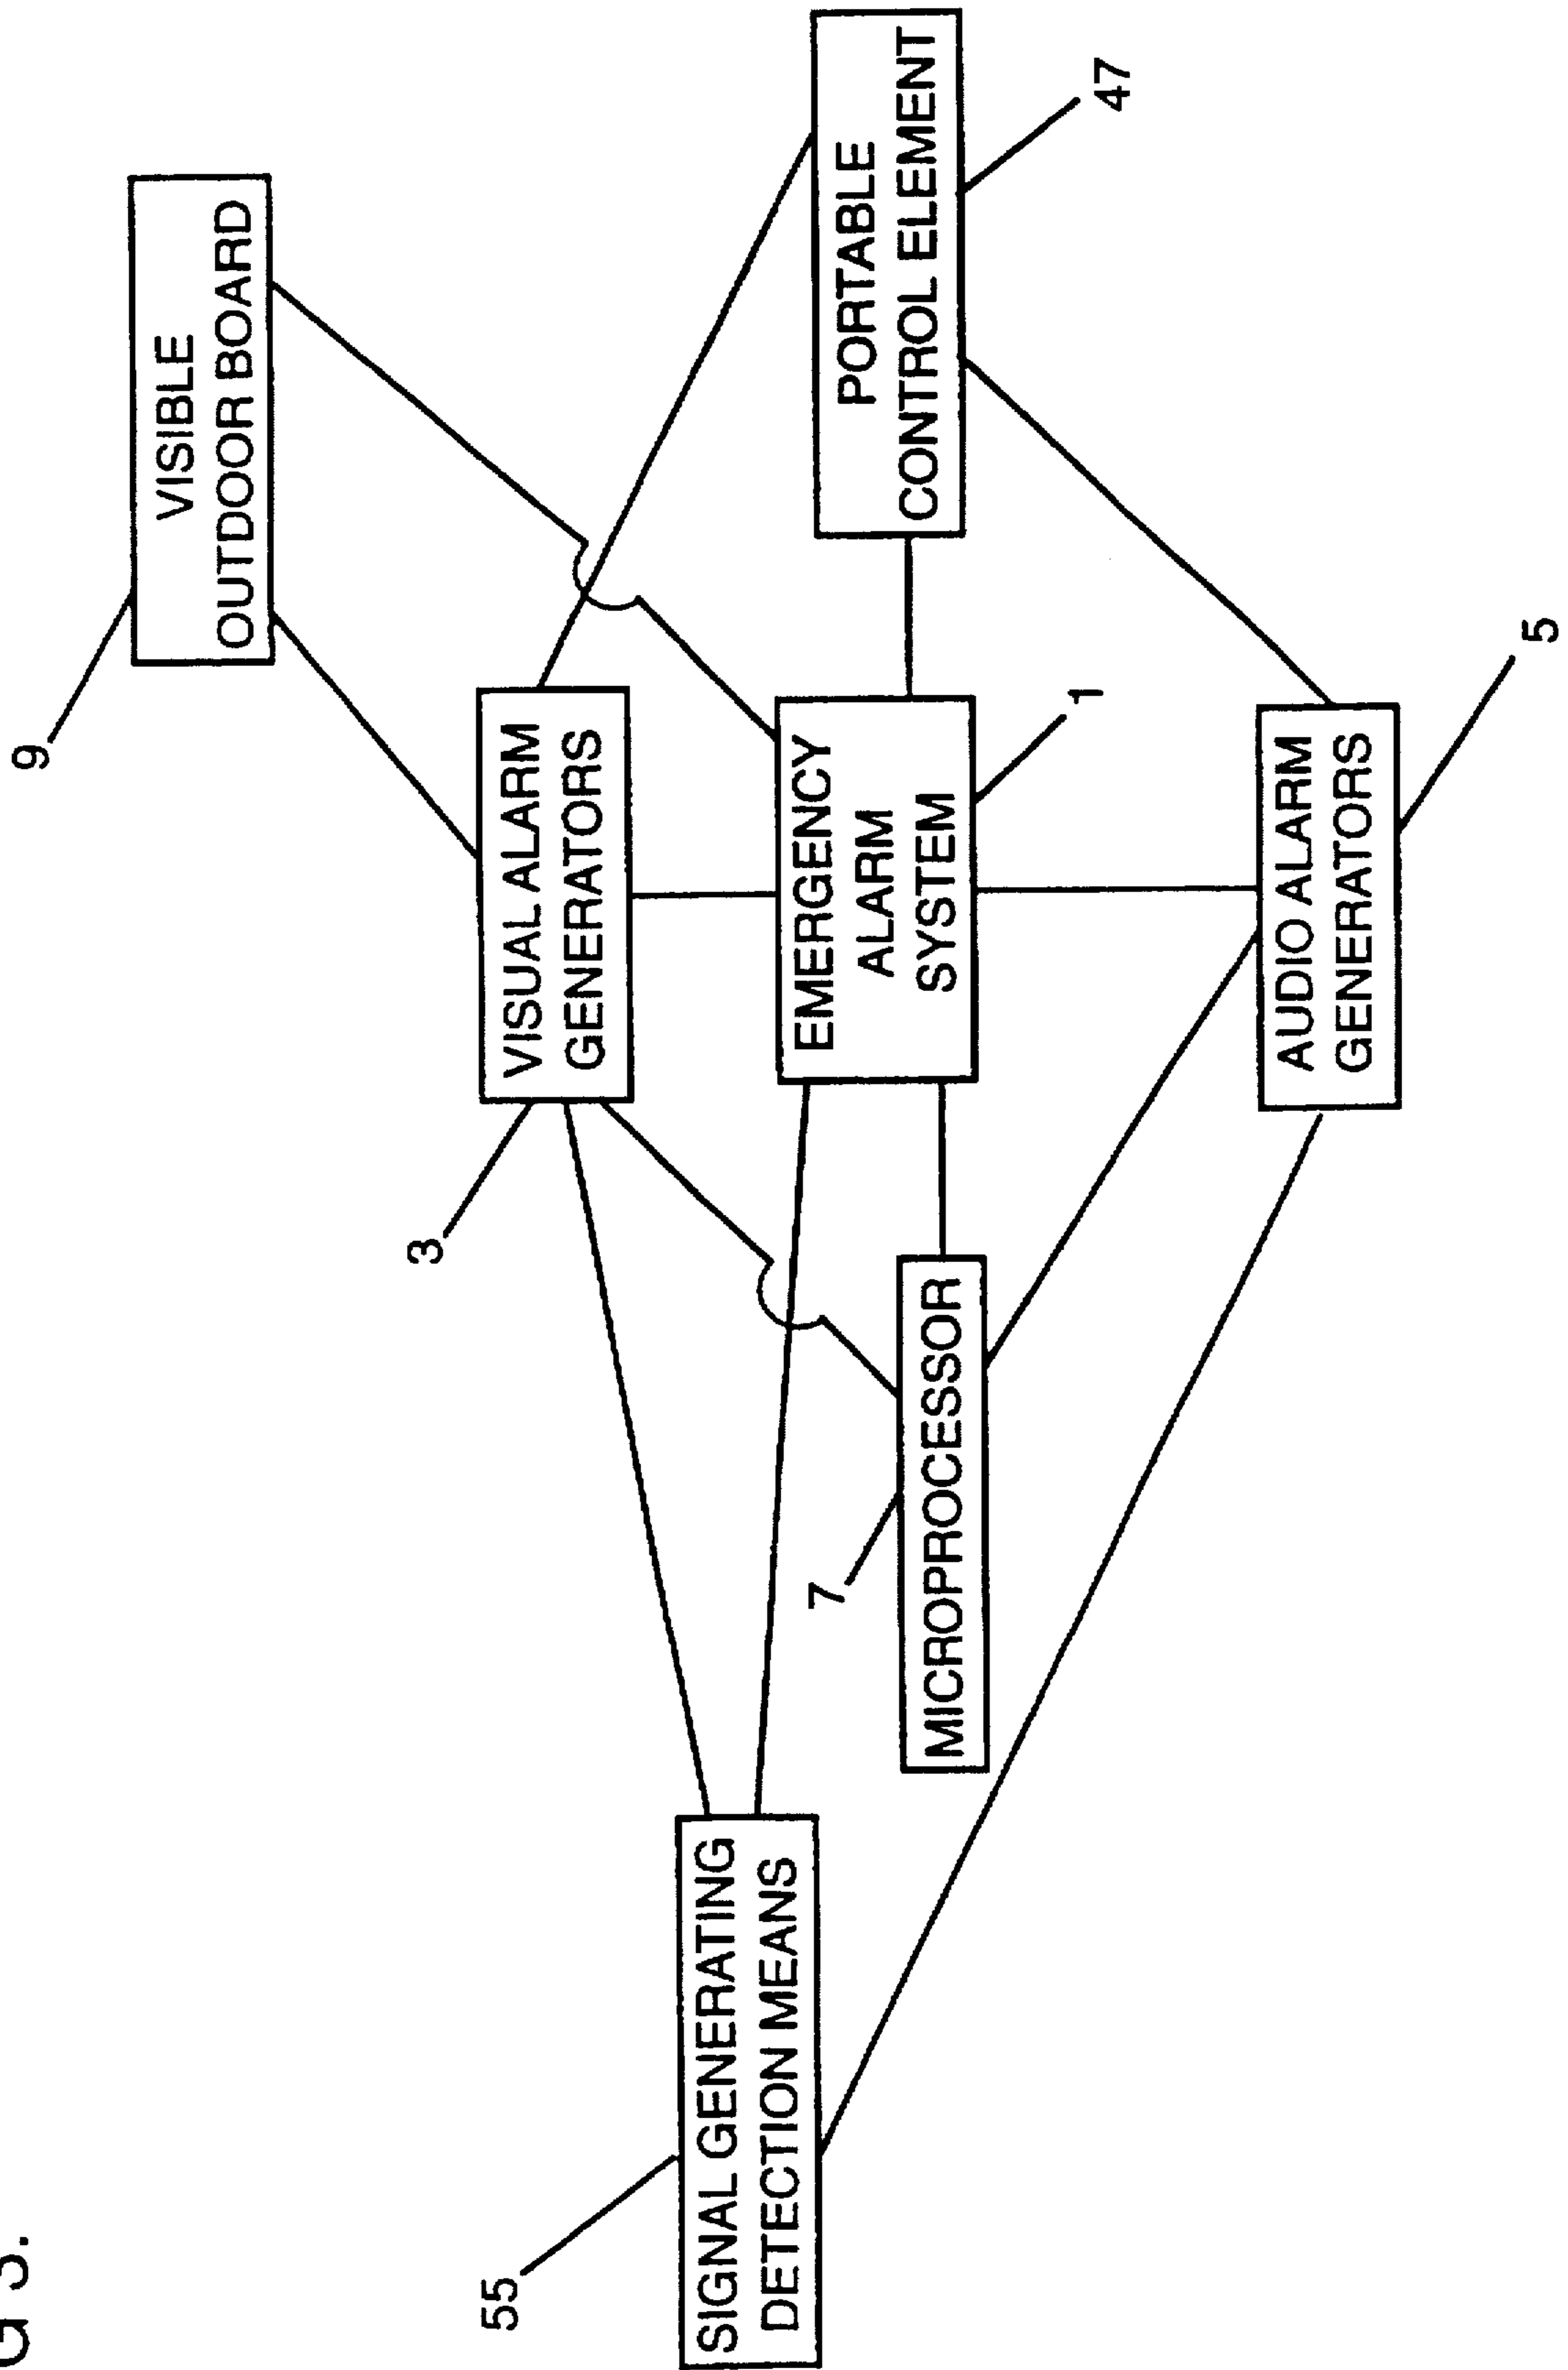 9
VISIBLE
OUTDOOR BOARD
3
VISUAL ALARM
GENERATORS
55
SIGNAL GENERATING
DETECTION MEANS
7
MICROPROCESSOR
EMERGENCY
ALARM
SYSTEM
1
PORTABLE
CONTROL ELEMENT
47
AUDIO ALARM
GENERATORS
5